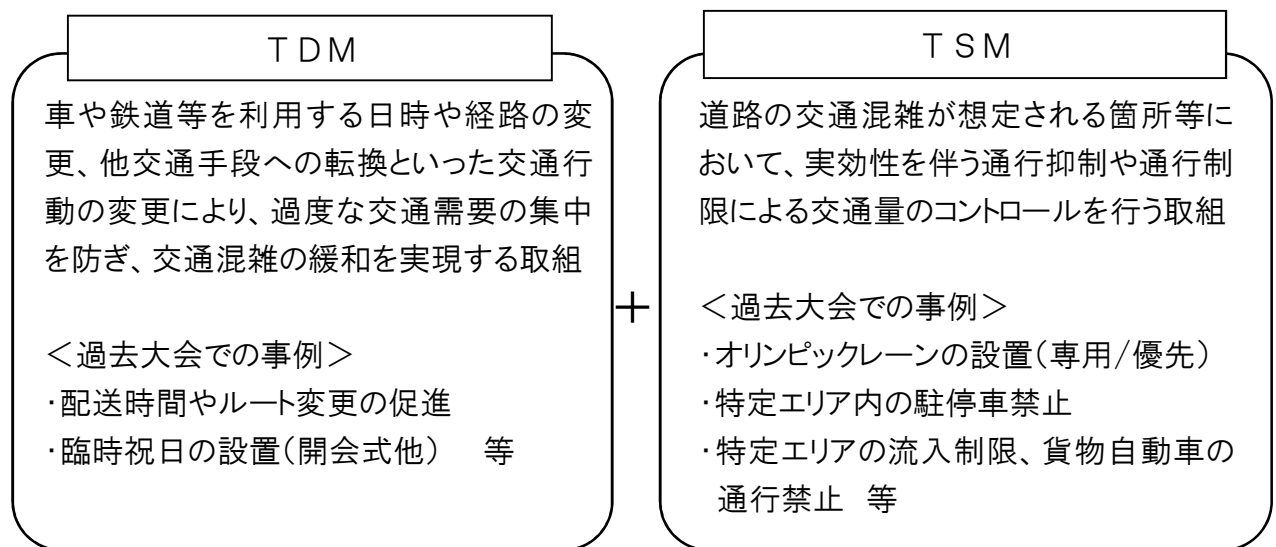 TDM
車や鉄道等を利用する日時や経路の変
更、他交通手段への転換といった交通行
動の変更により、過度な交通需要の集中
を防ぎ、交通混雑の緩和を実現する取組
<過去大会での事例>
・配送時間やルート変更の促進
・臨時祝日の設置(開会式他) 等
+
TSM
道路の交通混雑が想定される箇所等に
おいて、実効性を伴う通行抑制や通行制
限による交通量のコントロールを行う取組
<過去大会での事例>
・オリンピックレーンの設置(専用/優先)
・特定エリア内の駐停車禁止
・特定エリアの流入制限、貨物自動車の
通行禁止 等